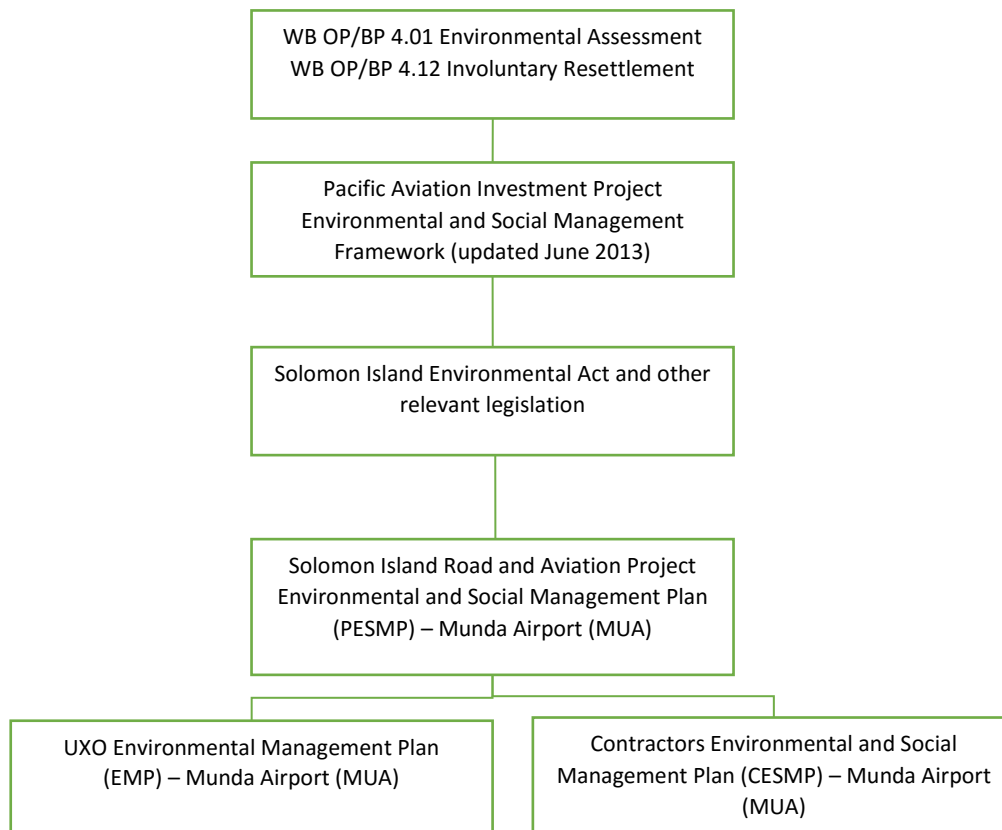 WB OP/BP 4.01 Environmental Assessment
WB OP/BP 4.12 Involuntary Resettlement
Pacific Aviation Investment Project
Environmental and Social Management
Framework (updated June 2013)
Solomon Island Environmental Act and other
relevant legislation
Solomon Island Road and Aviation Project
Environmental and Social Management Plan
(PESMP) – Munda Airport (MUA)
UXO Environmental Management Plan
(EMP) – Munda Airport (MUA)
Contractors Environmental and Social
Management Plan (CESMP) – Munda Airport
(MUA)